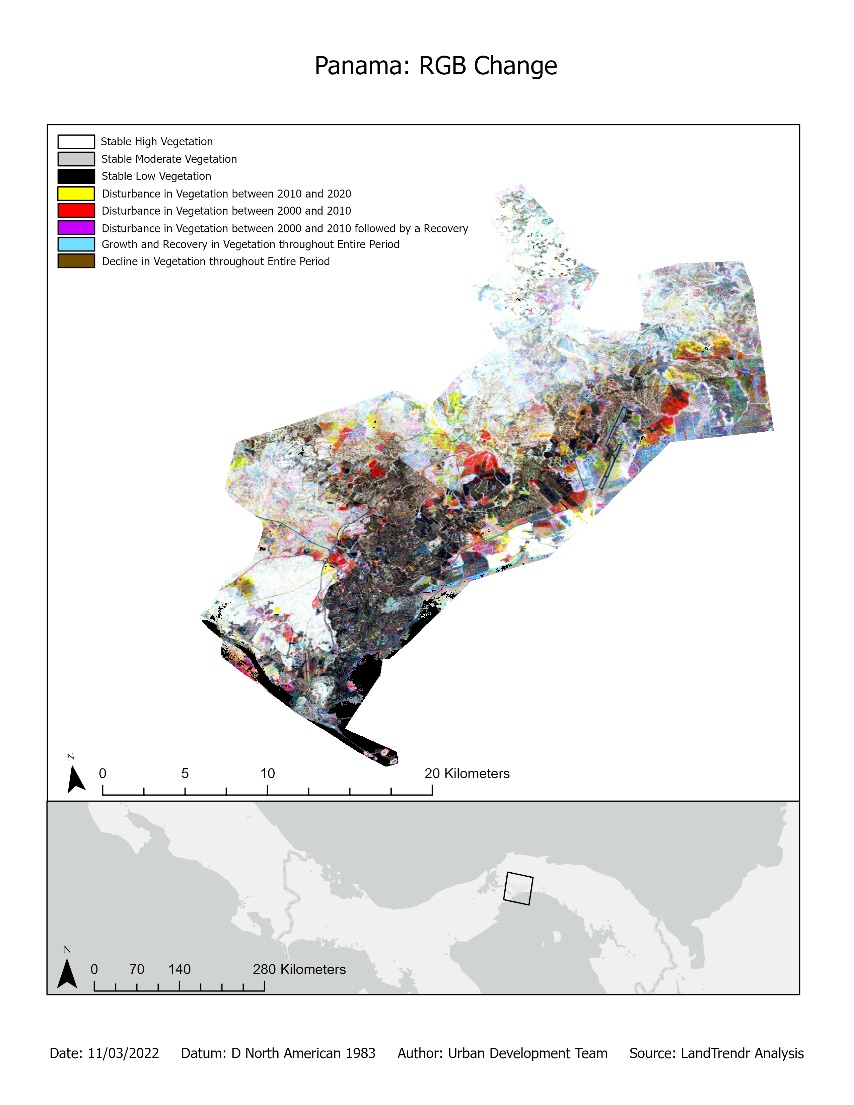 Panama: RGB Change
Stable High Vegetation
Stable Moderate Vegetation
Stable Low Vegetation
Disturbance in Vegetation between 2010 and 2020
Disturbance in Vegetation between 2000 and 2010
Disturbance in Vegetation between 2000 and 2010 followed by a Recovery
Growth and Recovery in Vegetation throughout Entire Period
Decline in Vegetation throughout Entire Period
N
0 5 10 20 Kilometers
N
0 70 140 280 Kilometers
Date: 11/03/2022 Datum: D North American 1983 Author: Urban Development Team Source: LandTrendr Analysis